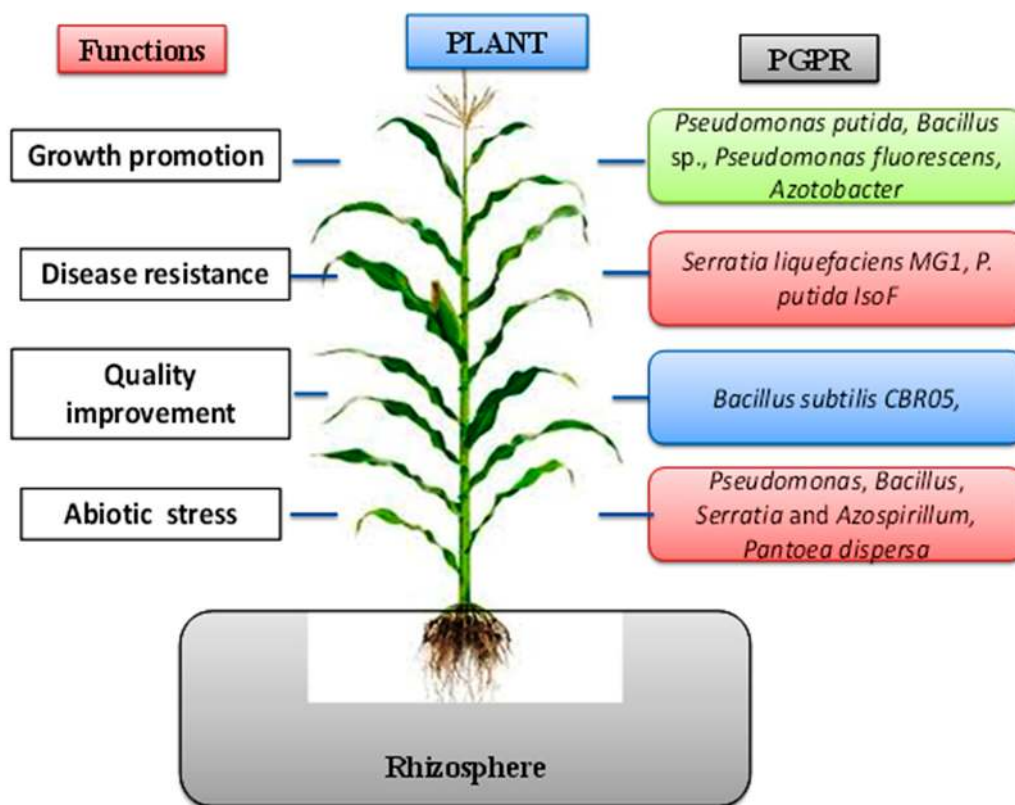 Functions
PLANT
PGPR
Growth promotion
Pseudomonas putida, Bacillus
sp., Pseudomonas fluorescens,
Azotobacter
Disease resistance
Serratia liquefaciens MG1, P.
putida IsoF
Quality
improvement
Bacillus subtilis CBR05,
Abiotic stress
Pseudomonas, Bacillus,
Serratia and Azospirillum,
Pantoea dispersa
Rhizosphere